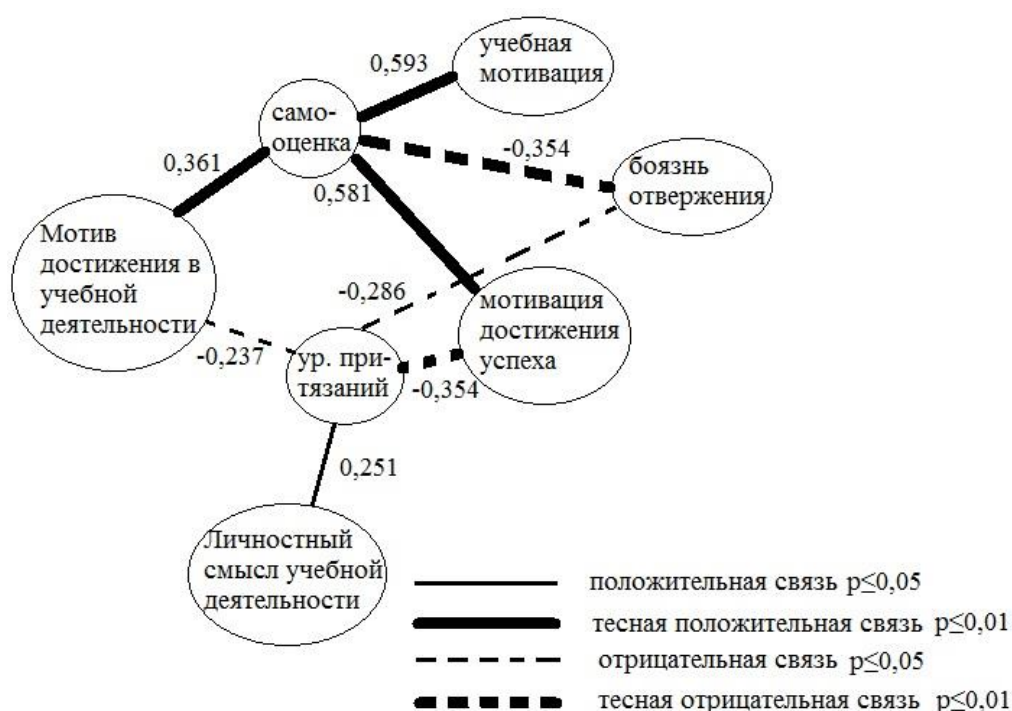 учебная
мотивация
0,593
само-
оценка
-0,354
боязнь
отвержения
0,361
0,581
Мотив
достижения в
учебной
деятельности
-0,286
мотивация
достижения
успеха
-0,237
ур. при-
тязаний
-0,354
0,251
Личностный
смысл учебной
деятельности
положительная связь p≤0,05
тесная положительная связь p≤0,01
отрицательная связь p≤0,05
тесная отрицательная связь p≤0,01